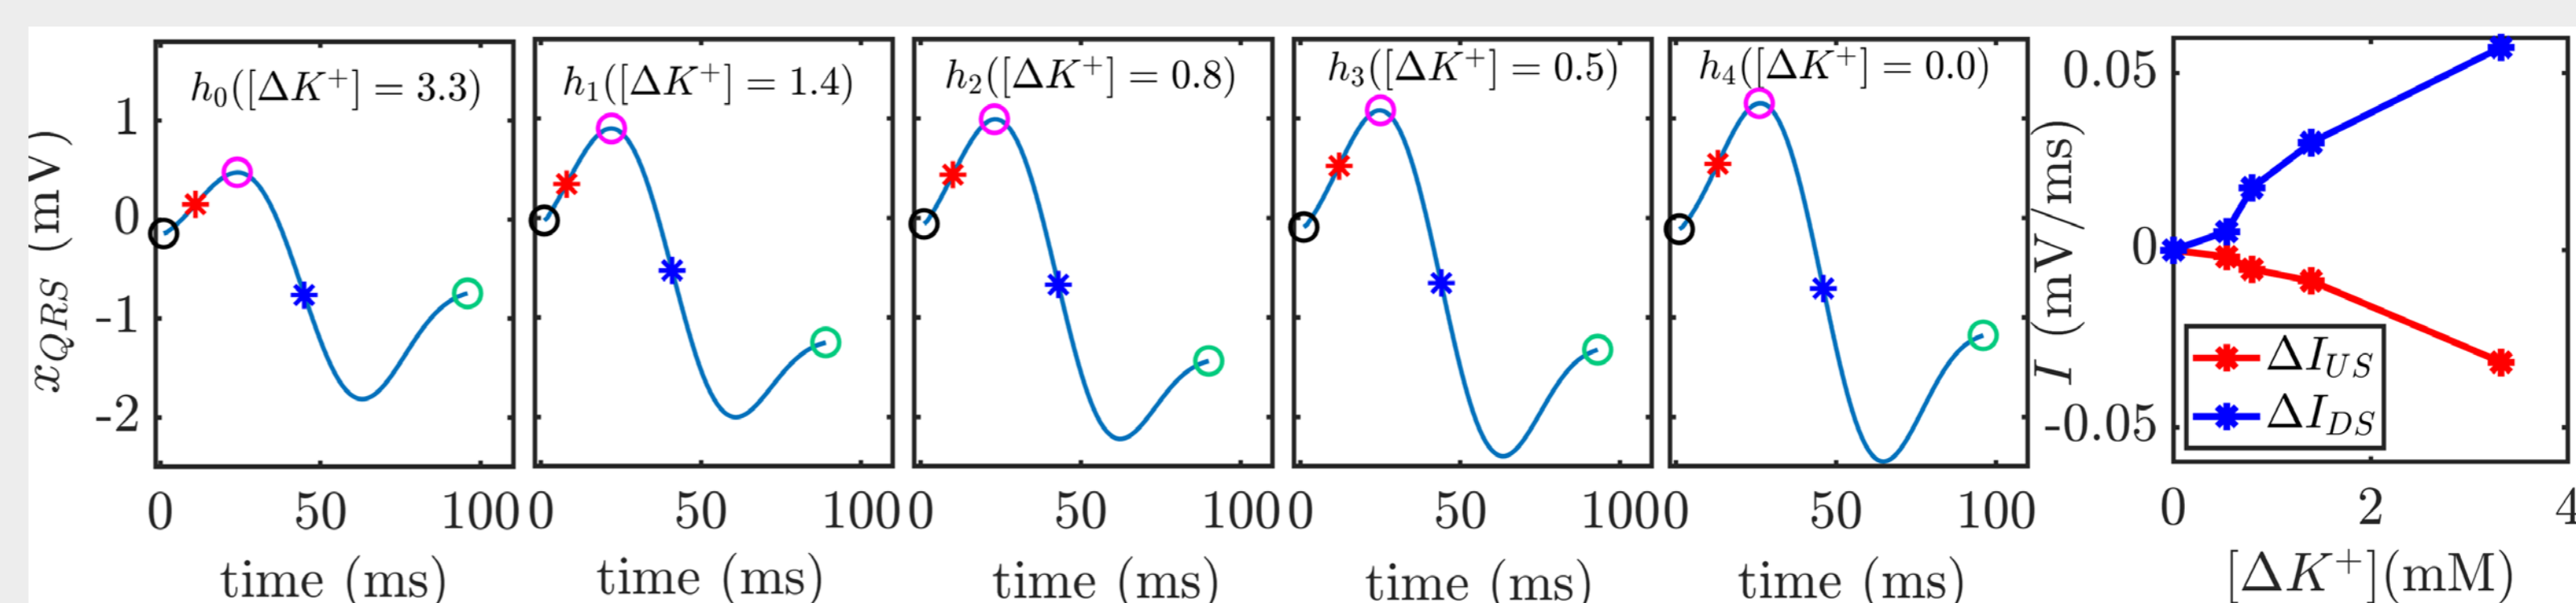 h₀([ΔK⁺] = 3.3)
h₁([ΔK⁺] = 1.4)
h₂([ΔK⁺] = 0.8)
h₃([ΔK⁺] = 0.5)
h₄([ΔK⁺] = 0.0)
x_QRS (mV)
1
0
-1
-2
0 50 100
0 50 100
0 50 100
0 50 100
0 50 100
time (ms)
time (ms)
time (ms)
time (ms)
time (ms)
I (mV/ms)
0.05
0
-0.05
ΔI_US
ΔI_DS
0 2 4
[ΔK⁺](mM)